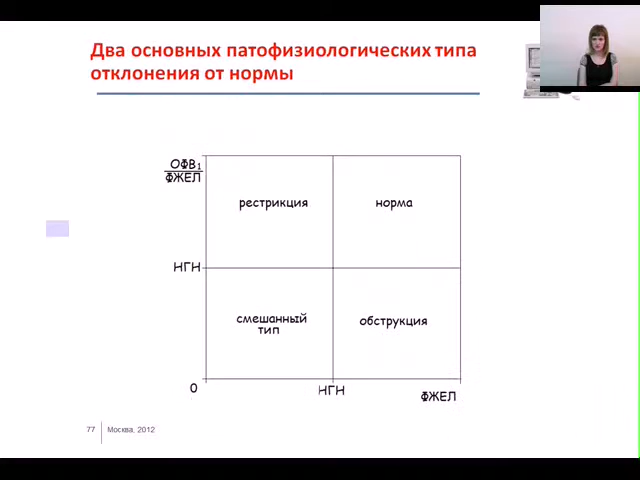 Два основных патофизиологических типа
отклонения от нормы
ОФВ1
ФЖЕЛ
рестрикция
норма
НГН
смешанный
тип
обструкция
0
НГН
ФЖЕЛ
77
Москва, 2012